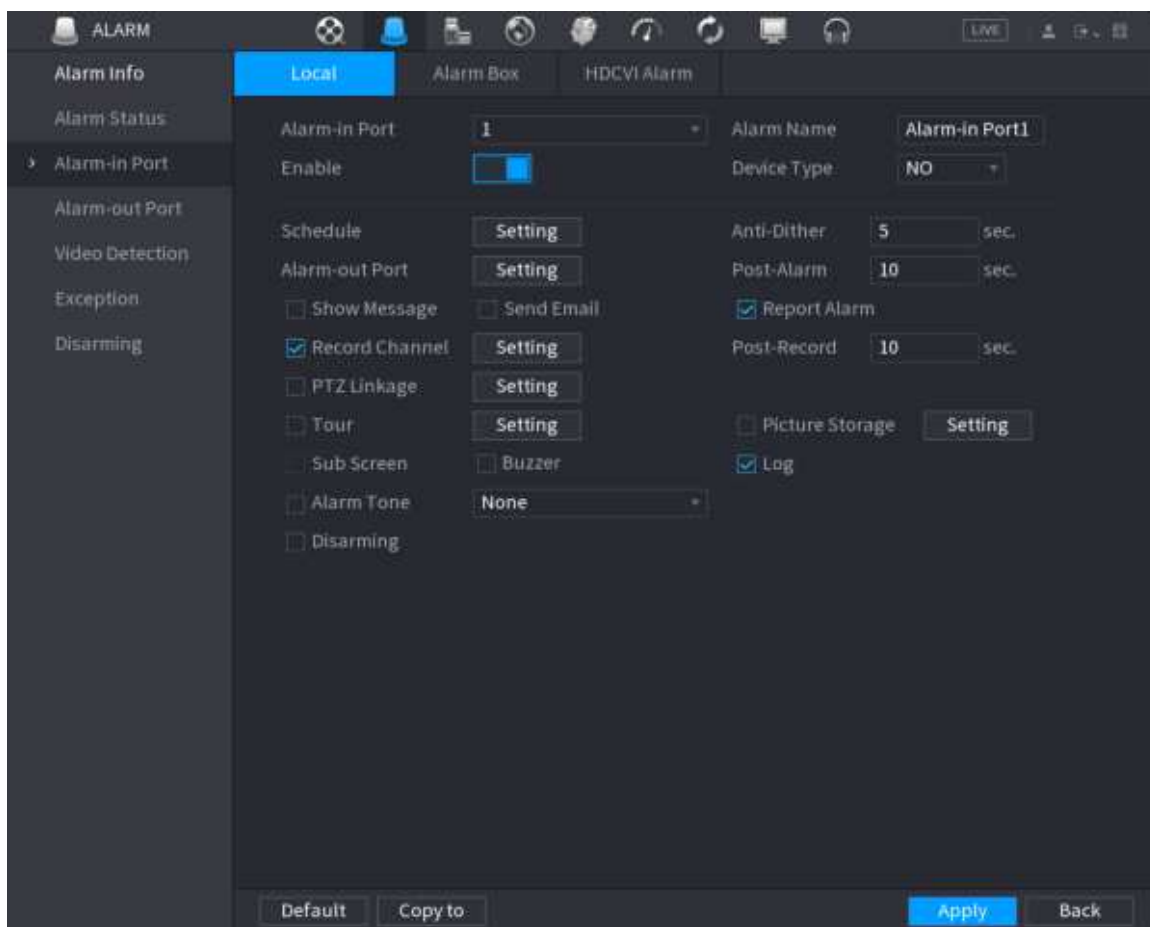 ALARM
LIVE
Alarm Info
Alarm Status
Alarm-in Port
Alarm-out Port
Video Detection
Exception
Disarming
Local Alarm Box HDCVI Alarm
Alarm-in Port 1 Alarm Name Alarm-in Port1
Enable Device Type NO
Schedule Setting Anti-Dither 5 sec.
Alarm-out Port Setting Post-Alarm 10 sec.
Show Message Send Email Report Alarm
Record Channel Setting Post-Record 10 sec.
PTZ Linkage Setting
Tour Setting Picture Storage Setting
Sub Screen Buzzer Log
Alarm Tone None
Disarming
Default Copy to Apply Back